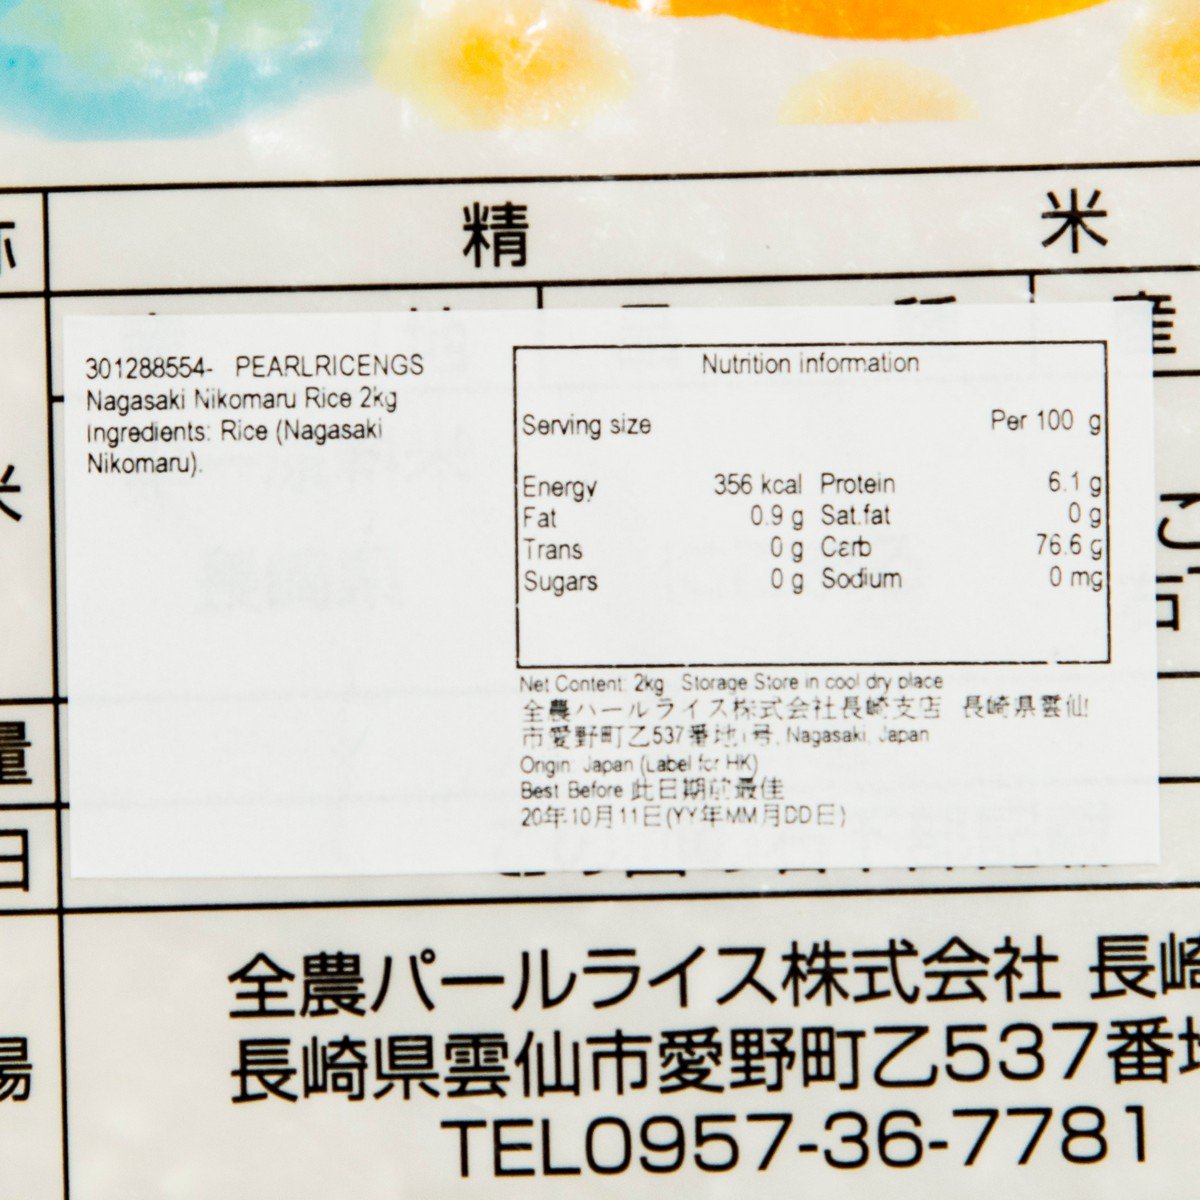 精 米
産
米
301288554- PEARLRICENGS
Nagasaki Nikomaru Rice 2kg
Ingredients: Rice (Nagasaki
Nikomaru).
Nutrition information
Serving size Per 100 g
Energy 356 kcal Protein 6.1 g
Fat 0.9 g Sat.fat 0 g
Trans 0 g Carb 76.6 g
Sugars 0 g Sodium 0 mg
Net Content: 2kg Storage Store in cool dry place
全農パールライス株式会社長崎支店 長崎県雲仙
市愛野町乙537番地1号, Nagasaki, Japan
Origin: Japan (Label for HK)
Best Before 此日期前最佳
20年10月11日(YY年MM月DD日)
量
日
全農パールライス株式会社 長崎
長崎県雲仙市愛野町乙537番地
場
TEL0957-36-7781